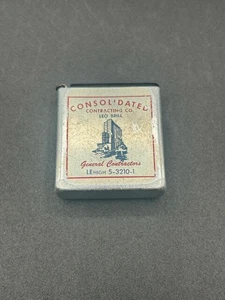 CONSOLIDATED
CONTRACTING CO.
LEO BRILL
General Contractors
LEHIGH 5-3210-1